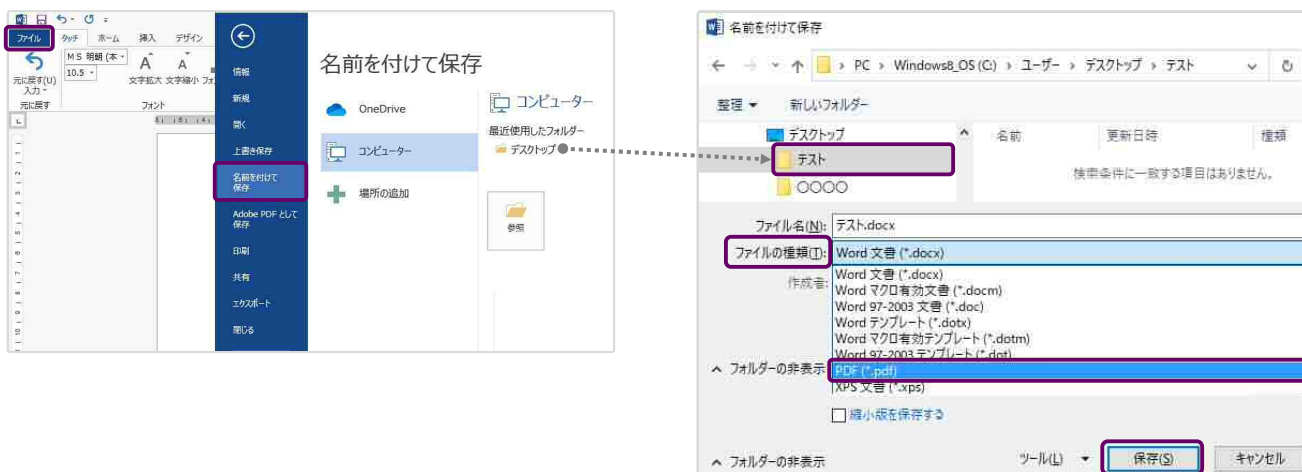 ファイル
タッチ
ホーム
挿入
デザイン
元に戻す(U)
入力
元に戻す
MS 明朝 (本
10.5
A
A
文字拡大
文字縮小
フォント
情報
新規
開く
上書き保存
名前を付けて
保存
Adobe PDF として
保存
印刷
共有
エクスポート
閉じる
名前を付けて保存
OneDrive
コンピューター
場所の追加
コンピューター
最近使用したフォルダー
デスクトップ
参照
名前を付けて保存
PC › Windows8_OS (C:) › ユーザー › デスクトップ › テスト
整理
新しいフォルダー
デスクトップ
テスト
〇〇〇〇
名前
更新日時
種類
検索条件に一致する項目はありません。
ファイル名(N):
テスト.docx
ファイルの種類(T):
Word 文書 (*.docx)
作成者:
Word 文書 (*.docx)
Word マクロ有効文書 (*.docm)
Word 97-2003 文書 (*.doc)
Word テンプレート (*.dotx)
Word マクロ有効テンプレート (*.dotm)
Word 97-2003 テンプレート (*.dot)
フォルダーの非表示
PDF (*.pdf)
XPS 文書 (*.xps)
縮小版を保存する
フォルダーの非表示
ツール(L)
保存(S)
キャンセル